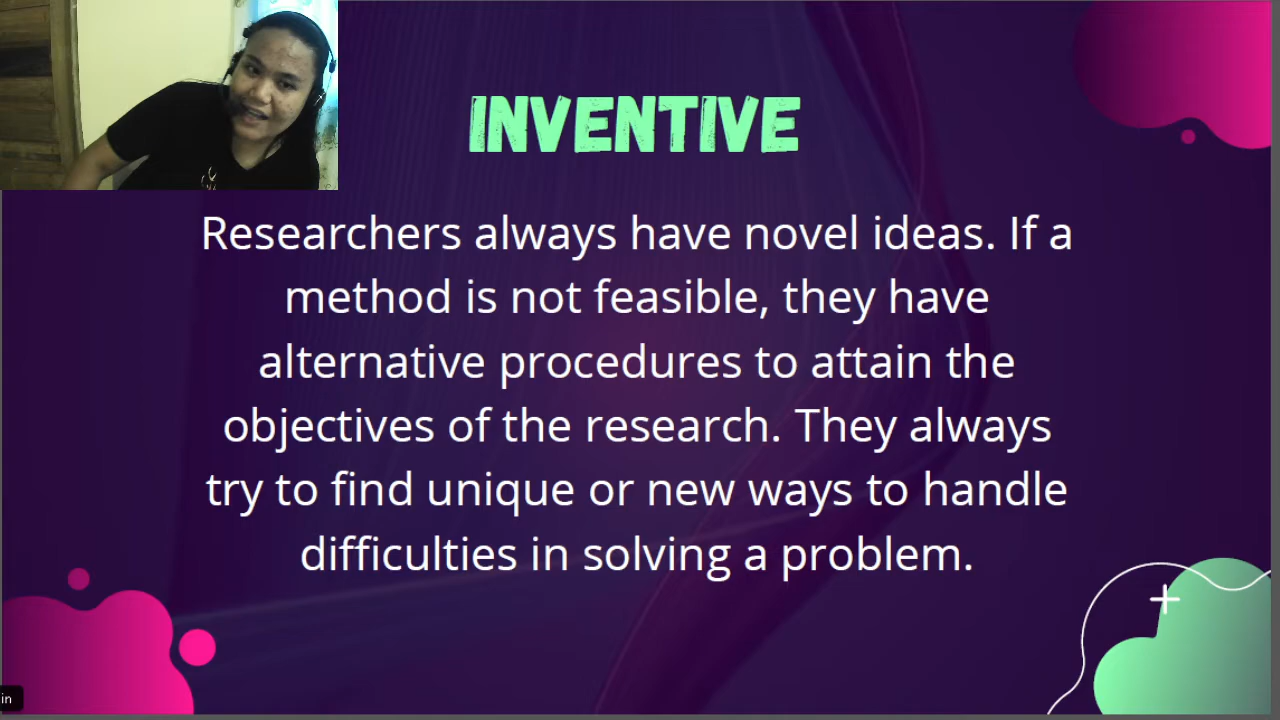 INVENTIVE
Researchers always have novel ideas. If a
method is not feasible, they have
alternative procedures to attain the
objectives of the research. They always
try to find unique or new ways to handle
difficulties in solving a problem.
in